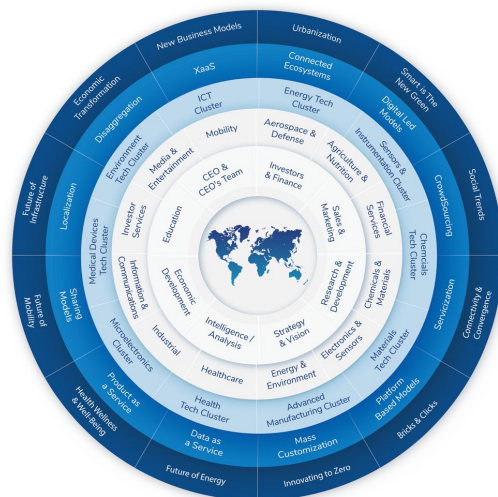 New Business Models
Urbanization
Smart is The
New Green
Social Trends
Connectivity &
Convergence
Bricks & Clicks
Innovating to Zero
Future of Energy
Health Wellness
& Well-Being
Future of
Mobility
Future of
Infrastructure
Economic
Transformation
XaaS
Connected
Ecosystems
Digital Led
Models
CrowdSourcing
Servicization
Platform
Based Models
Mass
Customization
Data as
a Service
Product as
a Service
Sharing
Models
Localization
Disaggregation
ICT
Cluster
Energy Tech
Cluster
Sensors &
Instrumentation Cluster
Chemcials
Tech Cluster
Materials
Tech Cluster
Advanced
Manufacturing Cluster
Health
Tech Cluster
Microelectronics
Cluster
Medical Devices
Tech Cluster
Environment
Tech Cluster
Mobility
Aerospace &
Defense
Agriculture &
Nutrition
Financial
Services
Chemicals &
Materials
Electronics &
Sensors
Energy &
Environment
Healthcare
Industrial
Information &
Communications
Investor
Services
Media &
Entertainment
CEO &
CEO's Team
Investors
& Finance
Sales &
Marketing
Research &
Development
Strategy
& Vision
Intelligence /
Analysis
Economic
Development
Education